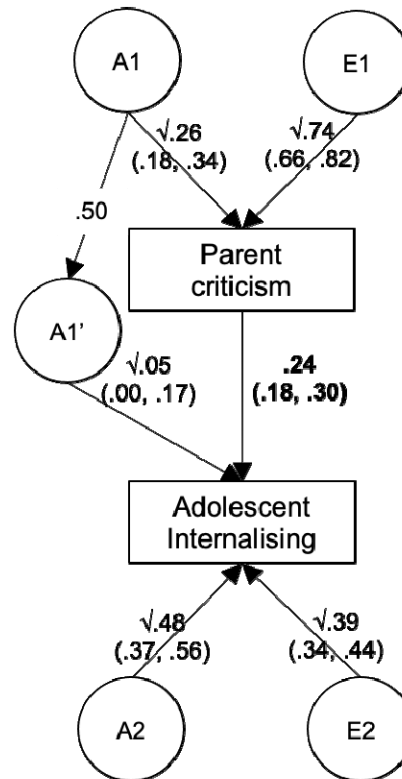 A1
E1
√.26
(.18, .34)
√.74
(.66, .82)
.50
Parent
criticism
A1'
√.05
(.00, .17)
.24
(.18, .30)
Adolescent
Internalising
√.48
(.37, .56)
√.39
(.34, .44)
A2
E2